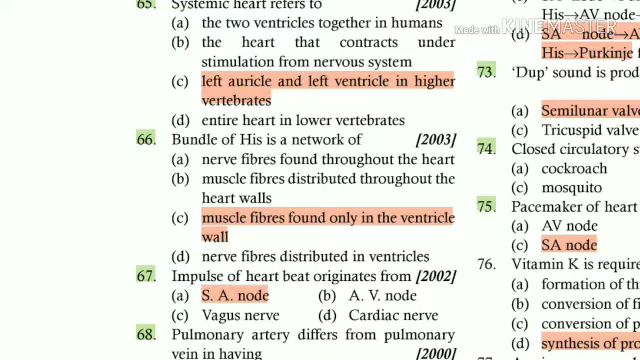 65. Systemic heart refers to [2003]
(a) the two ventricles together in humans
(b) the heart that contracts under
stimulation from nervous system
(c) left auricle and left ventricle in higher
vertebrates
(d) entire heart in lower vertebrates
66. Bundle of His is a network of [2003]
(a) nerve fibres found throughout the heart
(b) muscle fibres distributed throughout the
heart walls
(c) muscle fibres found only in the ventricle
wall
(d) nerve fibres distributed in ventricles
67. Impulse of heart beat originates from [2002]
(a) S. A. node (b) A. V. node
(c) Vagus nerve (d) Cardiac nerve
68. Pulmonary artery differs from pulmonary
vein in having [2000]
His→AV node
Made with KINEMASTER
(d) SA node→A
His→Purkinje f
73. ‘Dup’ sound is prod
(a) Semilunar valve
(c) Tricuspid valve
74. Closed circulatory s
(a) cockroach
(c) mosquito
75. Pacemaker of heart
(a) AV node
(c) SA node
76. Vitamin K is require
(a) formation of th
(b) conversion of fi
(c) conversion of p
(d) synthesis of pro